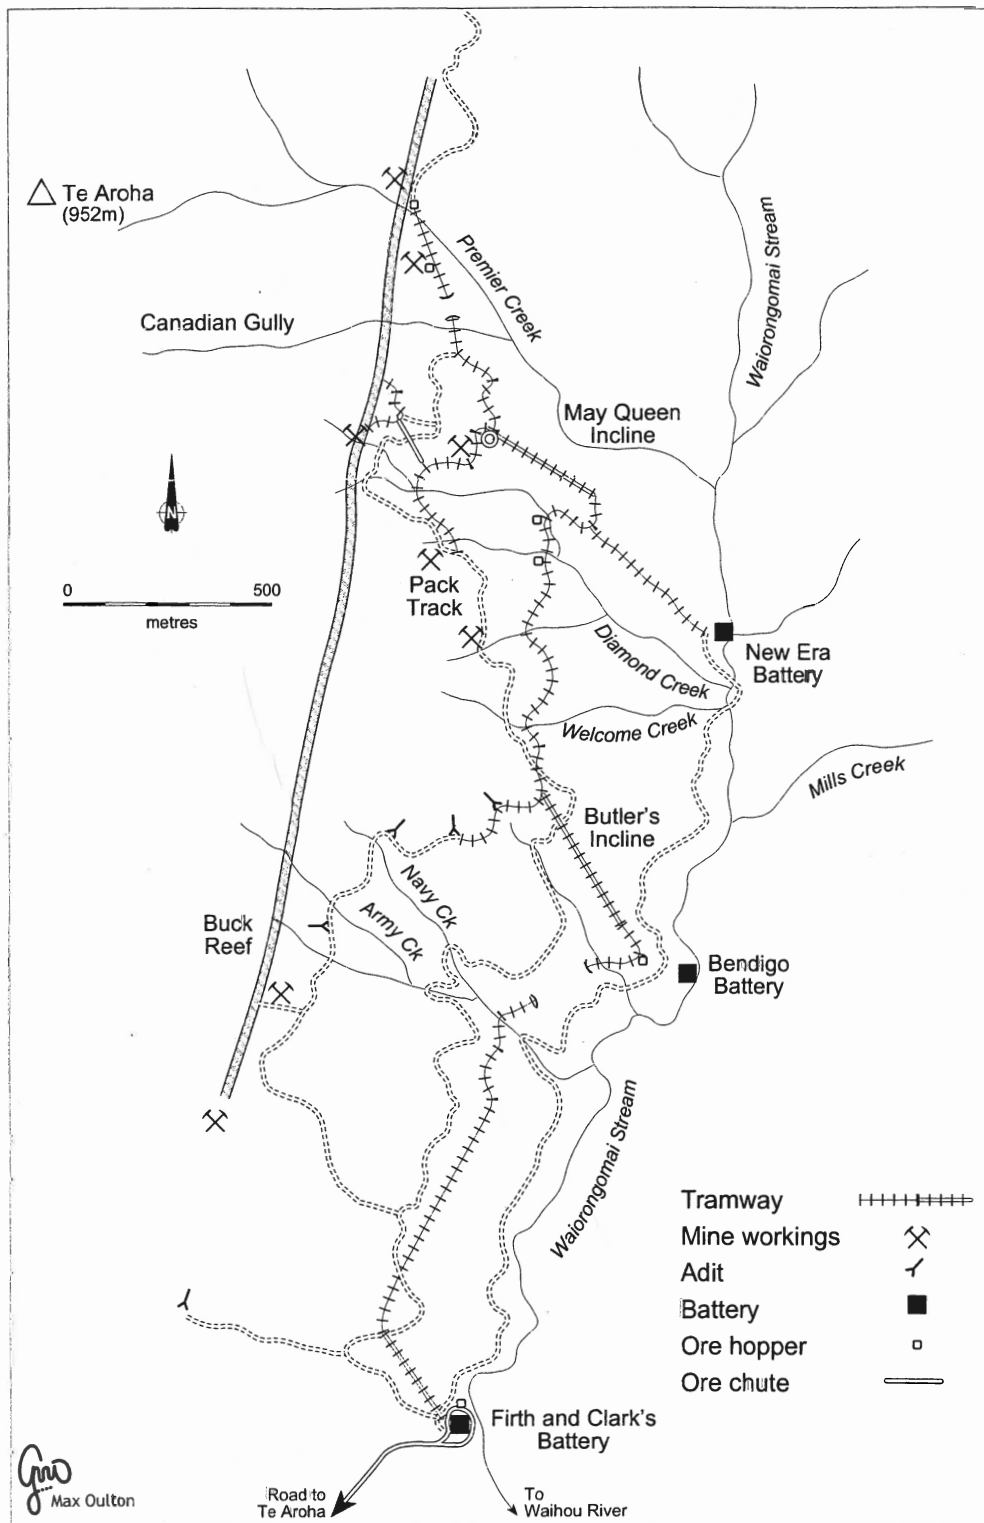 Te Aroha
(952m)
Premier Creek
Waiorongomai Stream
Canadian Gully
May Queen
Incline
N
0 500
metres
Pack
Track
New Era
Battery
Diamond Creek
Welcome Creek
Mills Creek
Butler's
Incline
Navy Ck
Army Ck
Buck
Reef
Bendigo
Battery
Waiorongomai Stream
Tramway
Mine workings
Adit
Battery
Ore hopper
Ore chute
Firth and Clark's
Battery
Max Oulton
Road to
Te Aroha
To
Waihou River